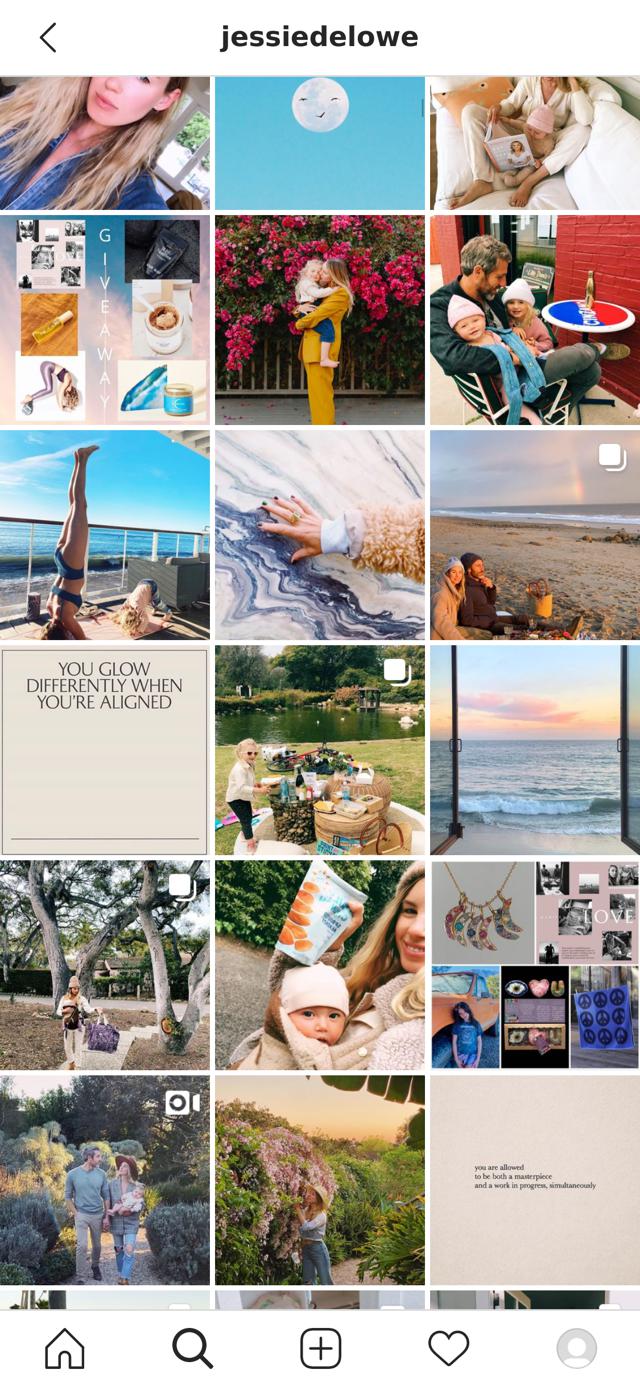 jessiedelowe
G
I
V
E
A
W
A
Y
YOU GLOW
DIFFERENTLY WHEN
YOU'RE ALIGNED
LOVE
you are allowed
to be both a masterpiece
and a work in progress, simultaneously